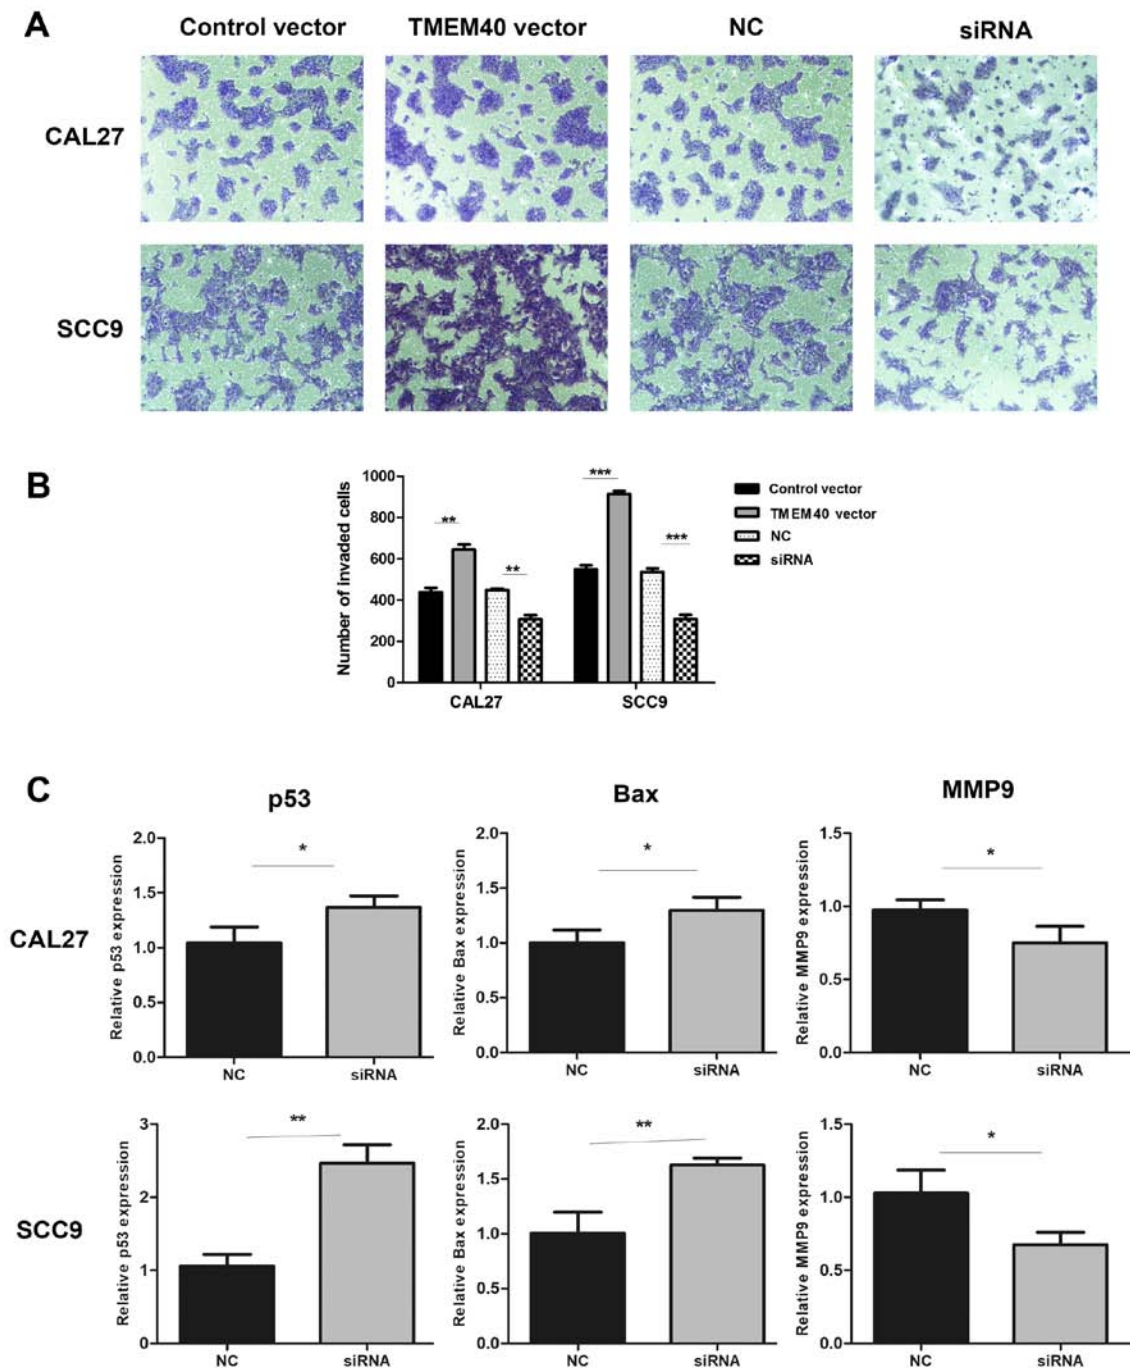 A
Control vector TMEM40 vector NC siRNA
CAL27
SCC9
B
Number of invaded cells
1000
800
600
400
200
0
** ** *** ***
CAL27 SCC9
Control vector
TMEM40 vector
NC
siRNA
C
p53 Bax MMP9
CAL27
Relative p53 expression
2.0
1.5
1.0
0.5
0.0
*
NC siRNA
Relative Bax expression
2.0
1.5
1.0
0.5
0.0
*
NC siRNA
Relative MMP9 expression
1.5
1.0
0.5
0.0
*
NC siRNA
SCC9
Relative p53 expression
3
2
1
0
**
NC siRNA
Relative Bax expression
2.0
1.5
1.0
0.5
0.0
**
NC siRNA
Relative MMP9 expression
1.5
1.0
0.5
0.0
*
NC siRNA